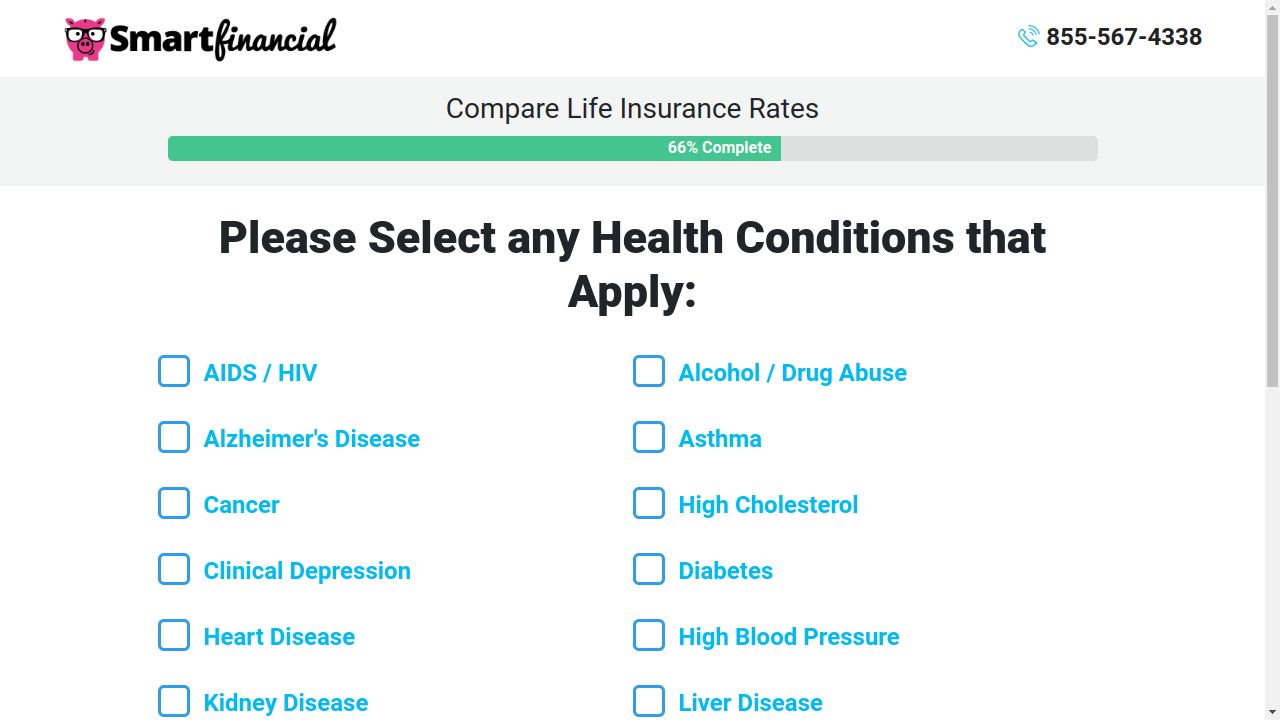 Smartfinancial
855-567-4338
Compare Life Insurance Rates
66% Complete
Please Select any Health Conditions that
Apply:
AIDS / HIV
Alcohol / Drug Abuse
Alzheimer's Disease
Asthma
Cancer
High Cholesterol
Clinical Depression
Diabetes
Heart Disease
High Blood Pressure
Kidney Disease
Liver Disease